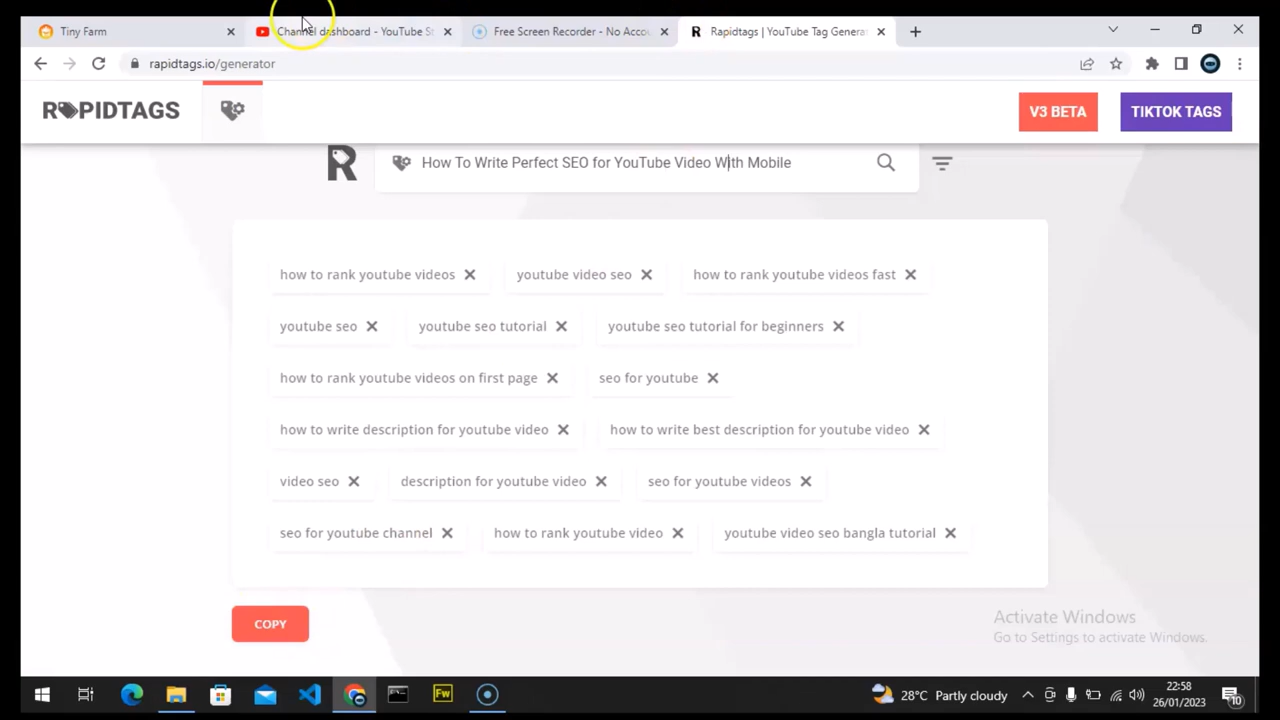 Tiny Farm
Channel dashboard - YouTube St
Free Screen Recorder - No Accou
Rapidtags | YouTube Tag Genera
rapidtags.io/generator
RAPIDTAGS
V3 BETA
TIKTOK TAGS
R
How To Write Perfect SEO for YouTube Video With Mobile
how to rank youtube videos
youtube video seo
how to rank youtube videos fast
youtube seo
youtube seo tutorial
youtube seo tutorial for beginners
how to rank youtube videos on first page
seo for youtube
how to write description for youtube video
how to write best description for youtube video
video seo
description for youtube video
seo for youtube videos
seo for youtube channel
how to rank youtube video
youtube video seo bangla tutorial
COPY
Activate Windows
Go to Settings to activate Windows.
Fw
28°C Partly cloudy
22:58
26/01/2023
10